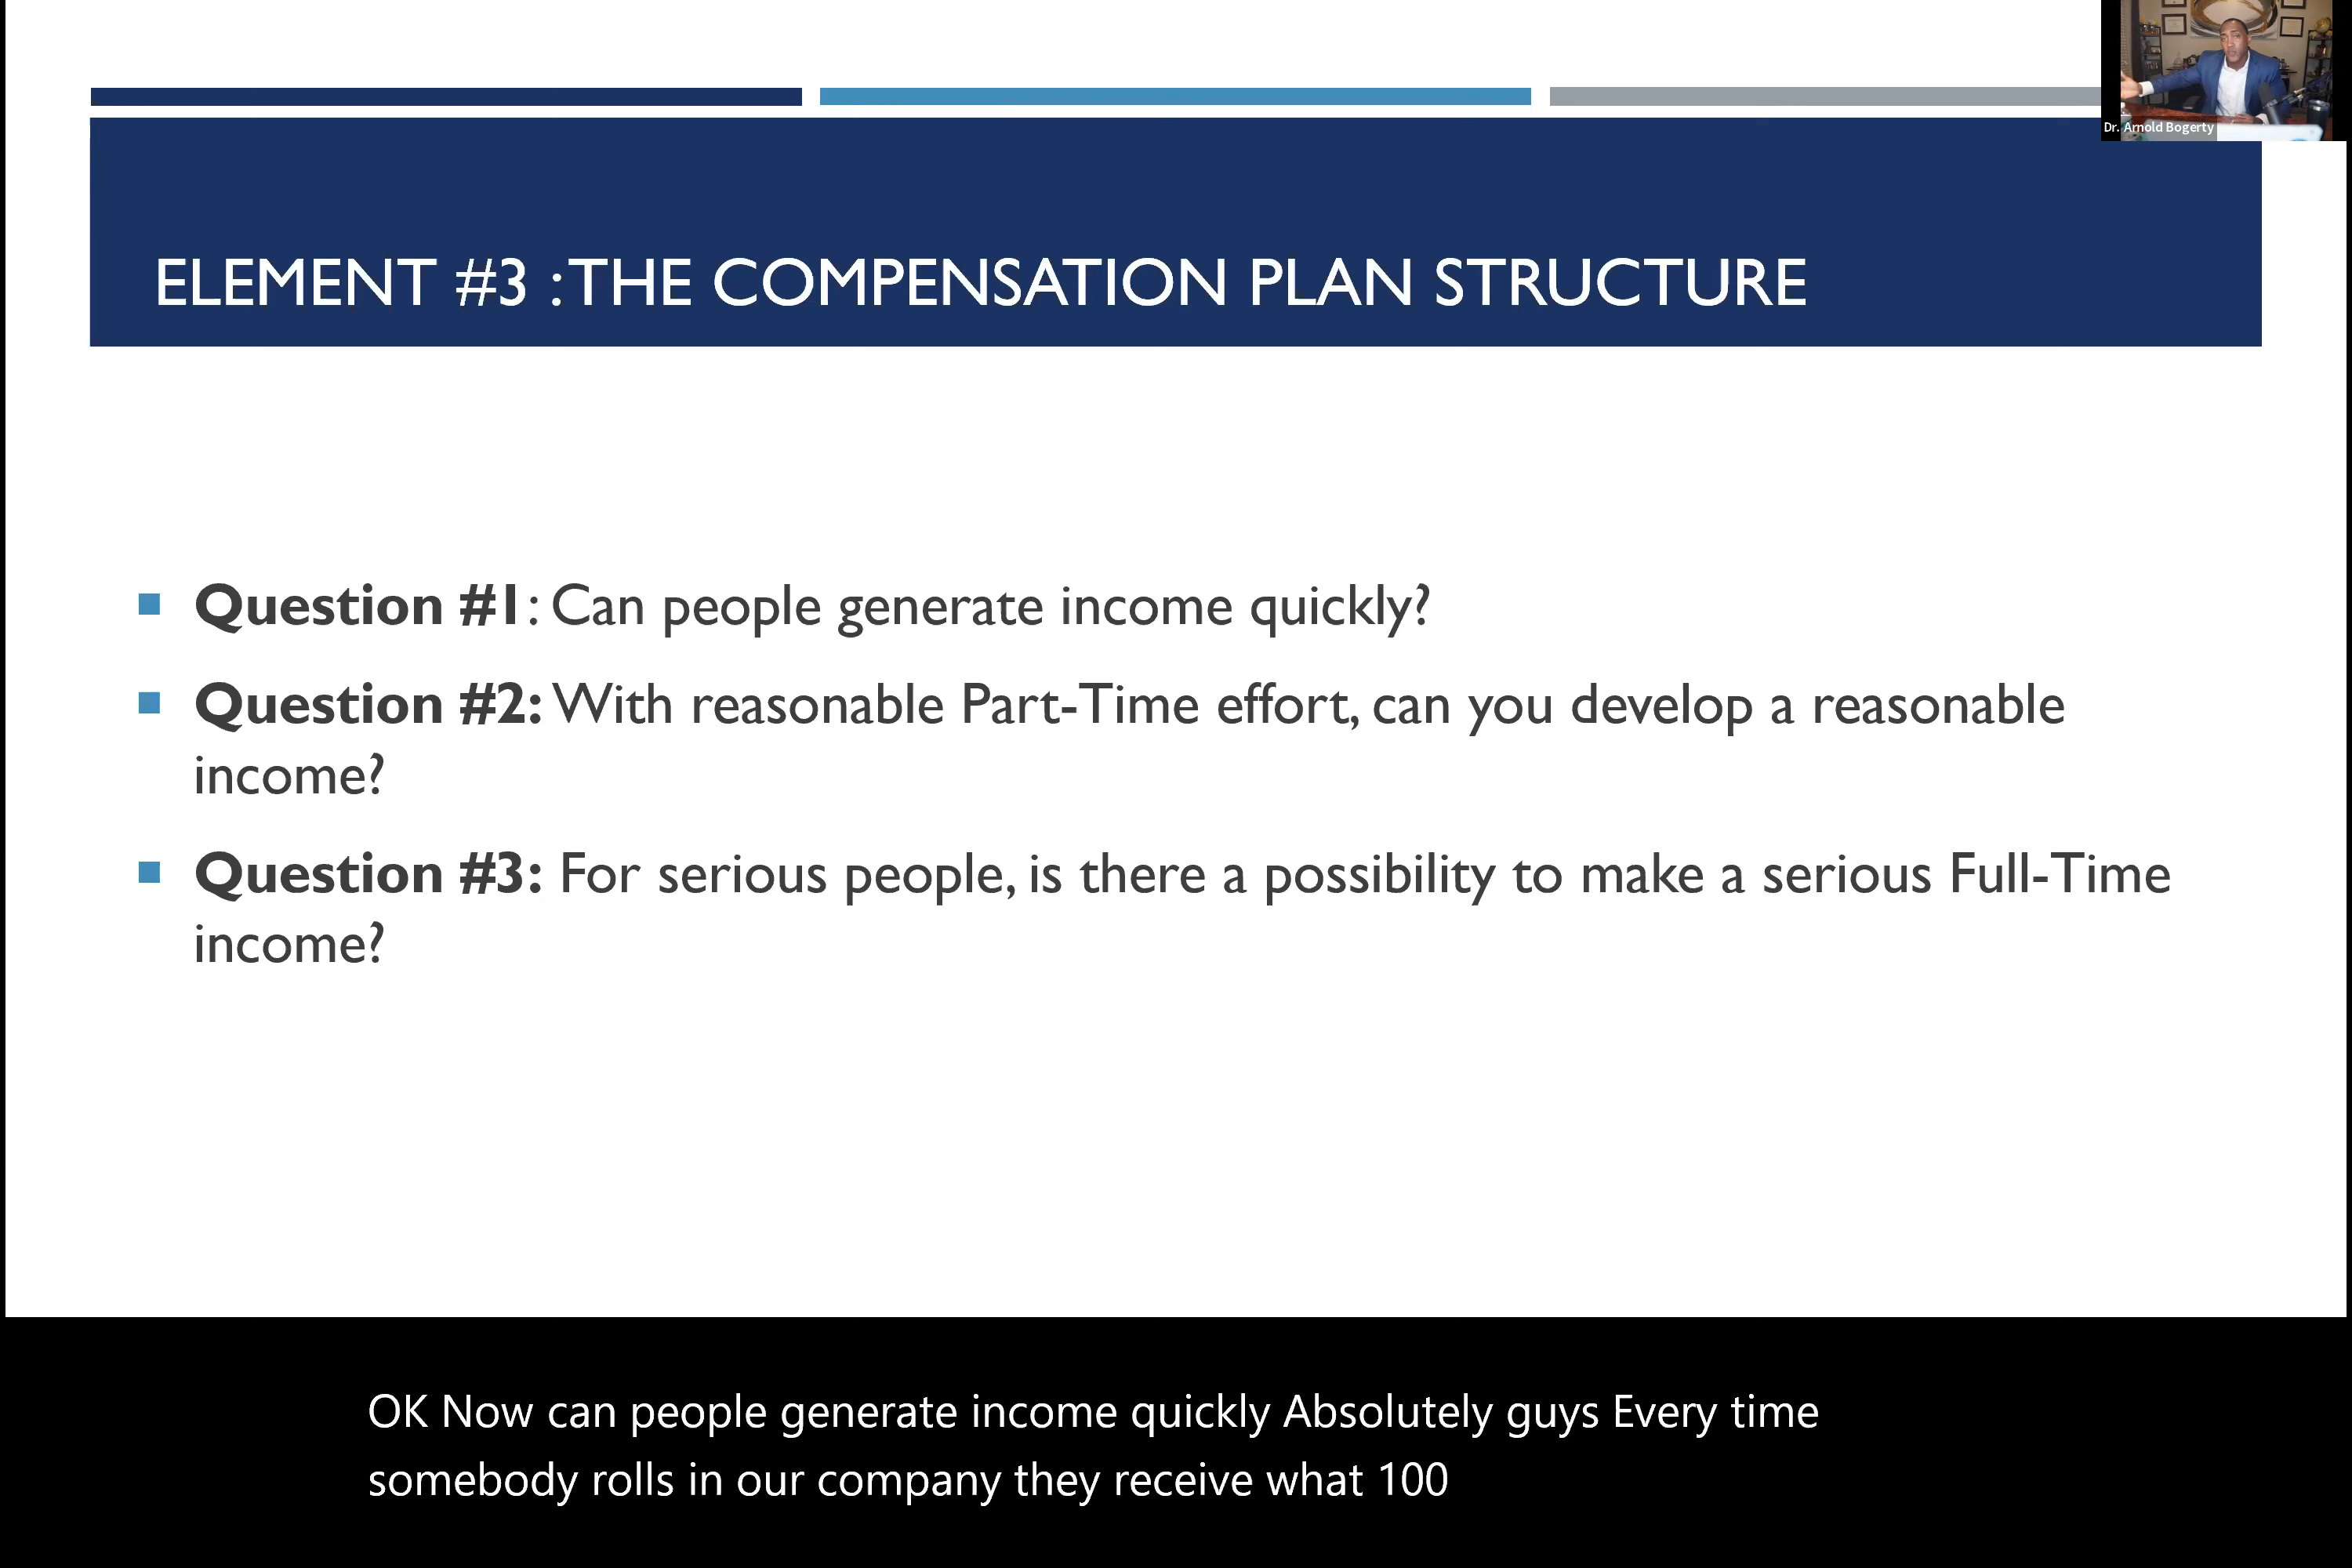 Dr. Arnold Bogerty
ELEMENT #3 : THE COMPENSATION PLAN STRUCTURE
Question #1: Can people generate income quickly?
Question #2: With reasonable Part-Time effort, can you develop a reasonable
income?
Question #3: For serious people, is there a possibility to make a serious Full-Time
income?
OK Now can people generate income quickly Absolutely guys Every time
somebody rolls in our company they receive what 100